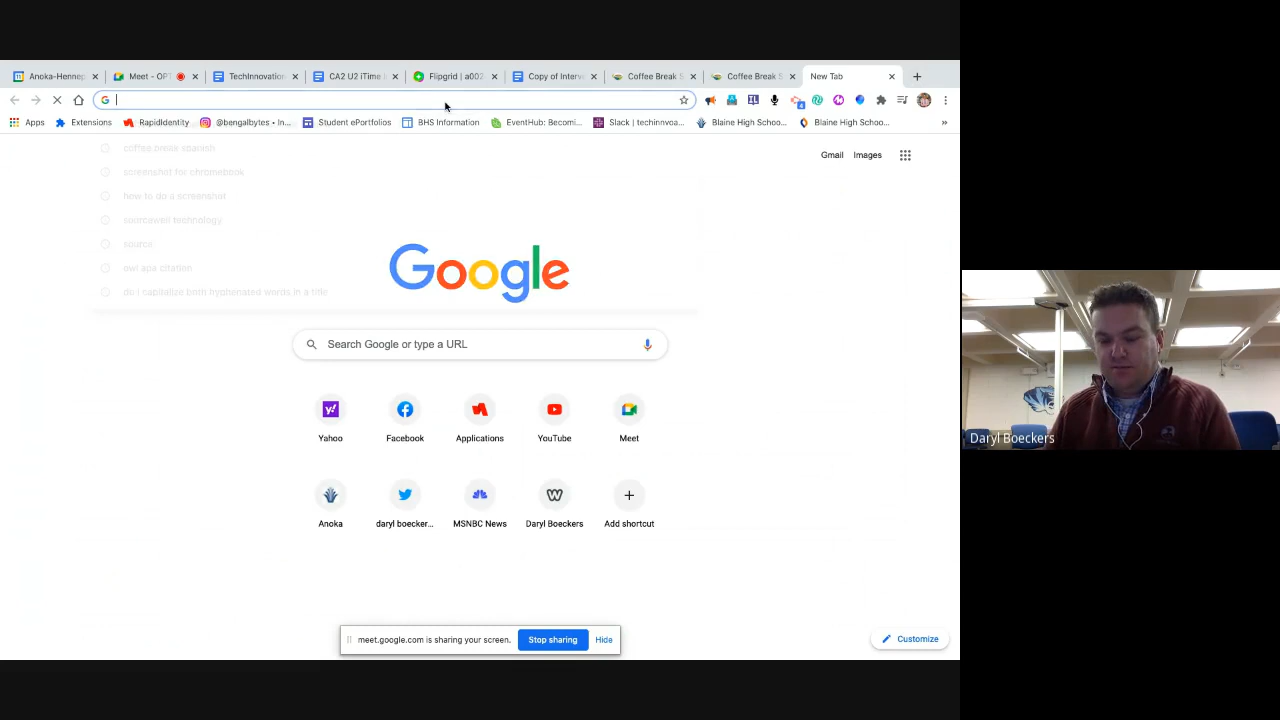 Anoka-Hennep
Meet - OPT
TechInnovation
CA2 U2 iTime I
Flipgrid | a002
Copy of Interve
Coffee Break S
Coffee Break S
New Tab
Apps
Extensions
RapidIdentity
@bengalbytes • In...
Student ePortfolios
BHS Information
EventHub: Becomi...
Slack | techinnvoa...
Blaine High Schoo...
Blaine High Schoo...
»
coffee break spanish
screenshot for chromebook
how to do a screenshot
sourcewell technology
source
owl apa citation
do i capitalize both hyphenated words in a title
Gmail
Images
Google
Search Google or type a URL
Yahoo
Facebook
Applications
YouTube
Meet
Anoka
daryl boecker...
MSNBC News
Daryl Boeckers
Add shortcut
meet.google.com is sharing your screen.
Stop sharing
Hide
Customize
Daryl Boeckers